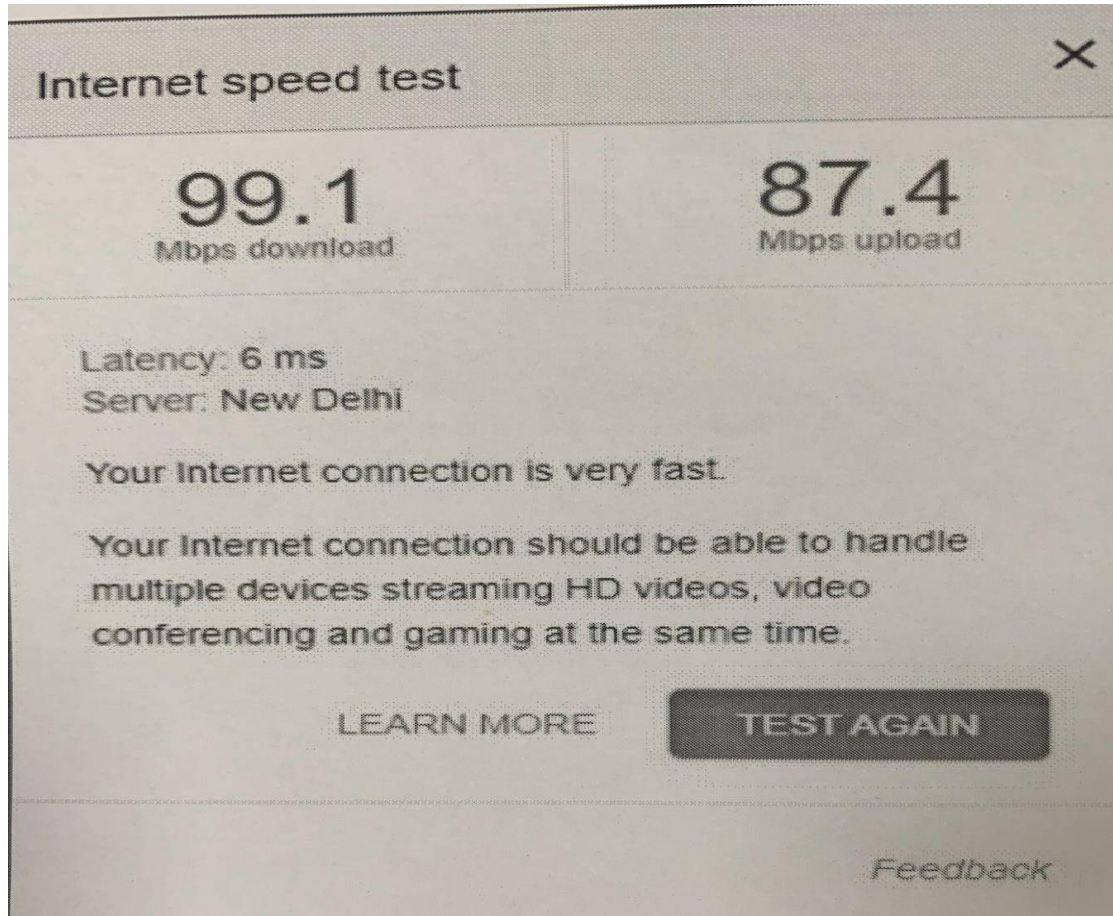 Internet speed test
99.1
Mbps download
87.4
Mbps upload
Latency: 6 ms
Server: New Delhi
Your Internet connection is very fast.
Your Internet connection should be able to handle
multiple devices streaming HD videos, video
conferencing and gaming at the same time.
LEARN MORE
TEST AGAIN
Feedback